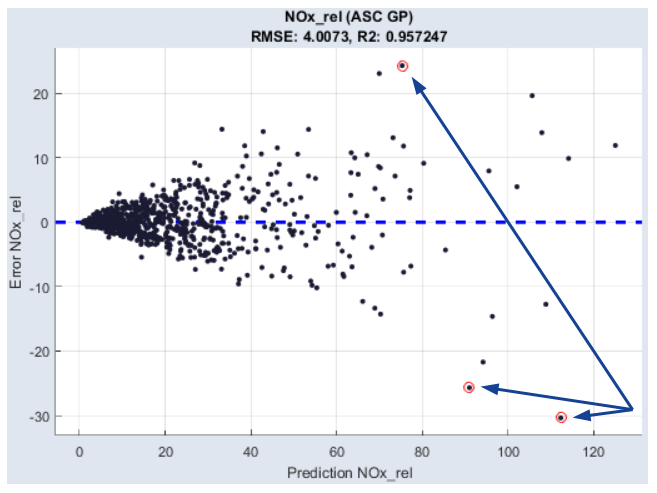 NOx_rel (ASC GP)
RMSE: 4.0073, R2: 0.957247
20
10
0
-10
-20
-30
Error NOx_rel
0 20 40 60 80 100 120
Prediction NOx_rel